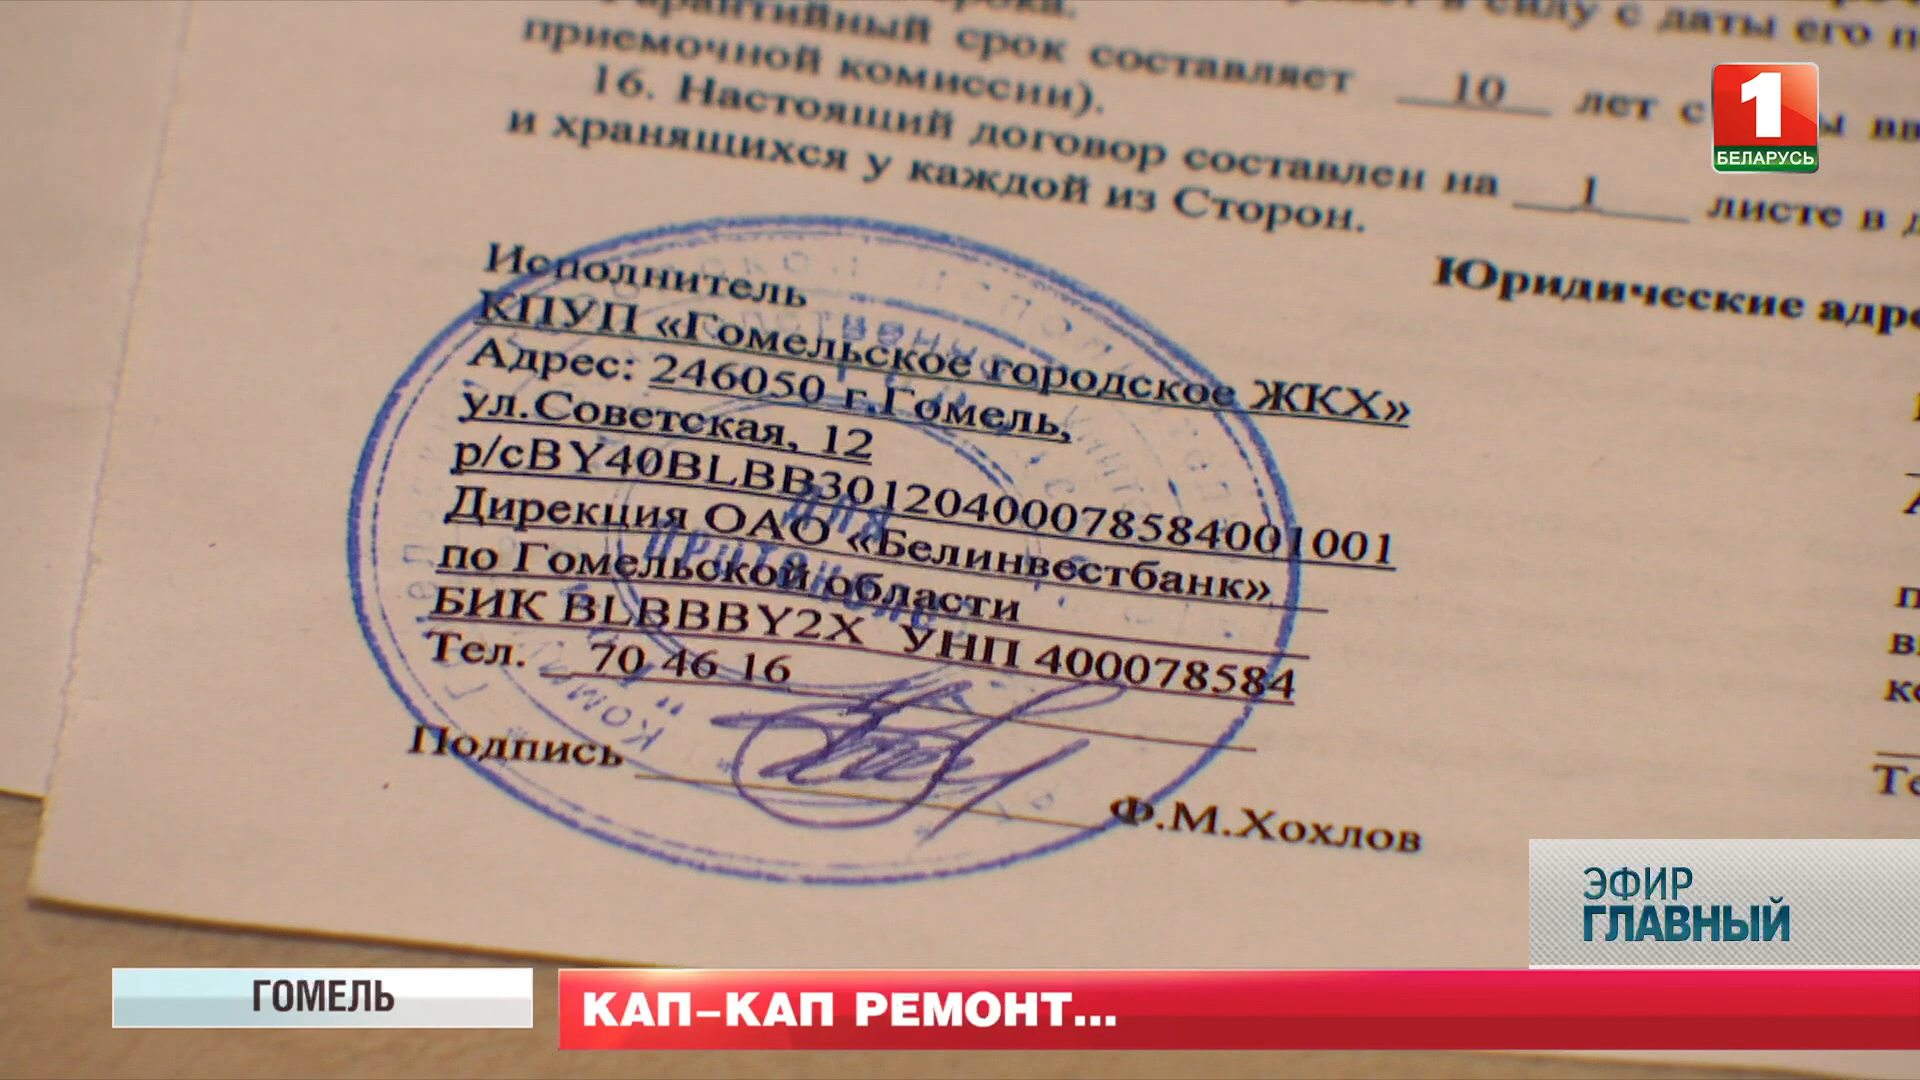 Гарантийный срок составляет 10 лет с
приемочной комиссии).
16. Настоящий договор составлен на 1 листе в
и хранящихся у каждой из Сторон.
Юридические
Исполнитель
КПУП «Гомельское городское ЖКХ»
Адрес: 246050 г.Гомель,
ул.Советская, 12
р/сBY40BLBB30120400078584001001
Дирекция ОАО «Белинвестбанк»
по Гомельской области
БИК BLBBBY2X УНП 400078584
Тел. 70 46 16
Подпись
Ф.М.Хохлов
1
БЕЛАРУСЬ
ЭФИР
ГЛАВНЫЙ
ГОМЕЛЬ
КАП-КАП РЕМОНТ...